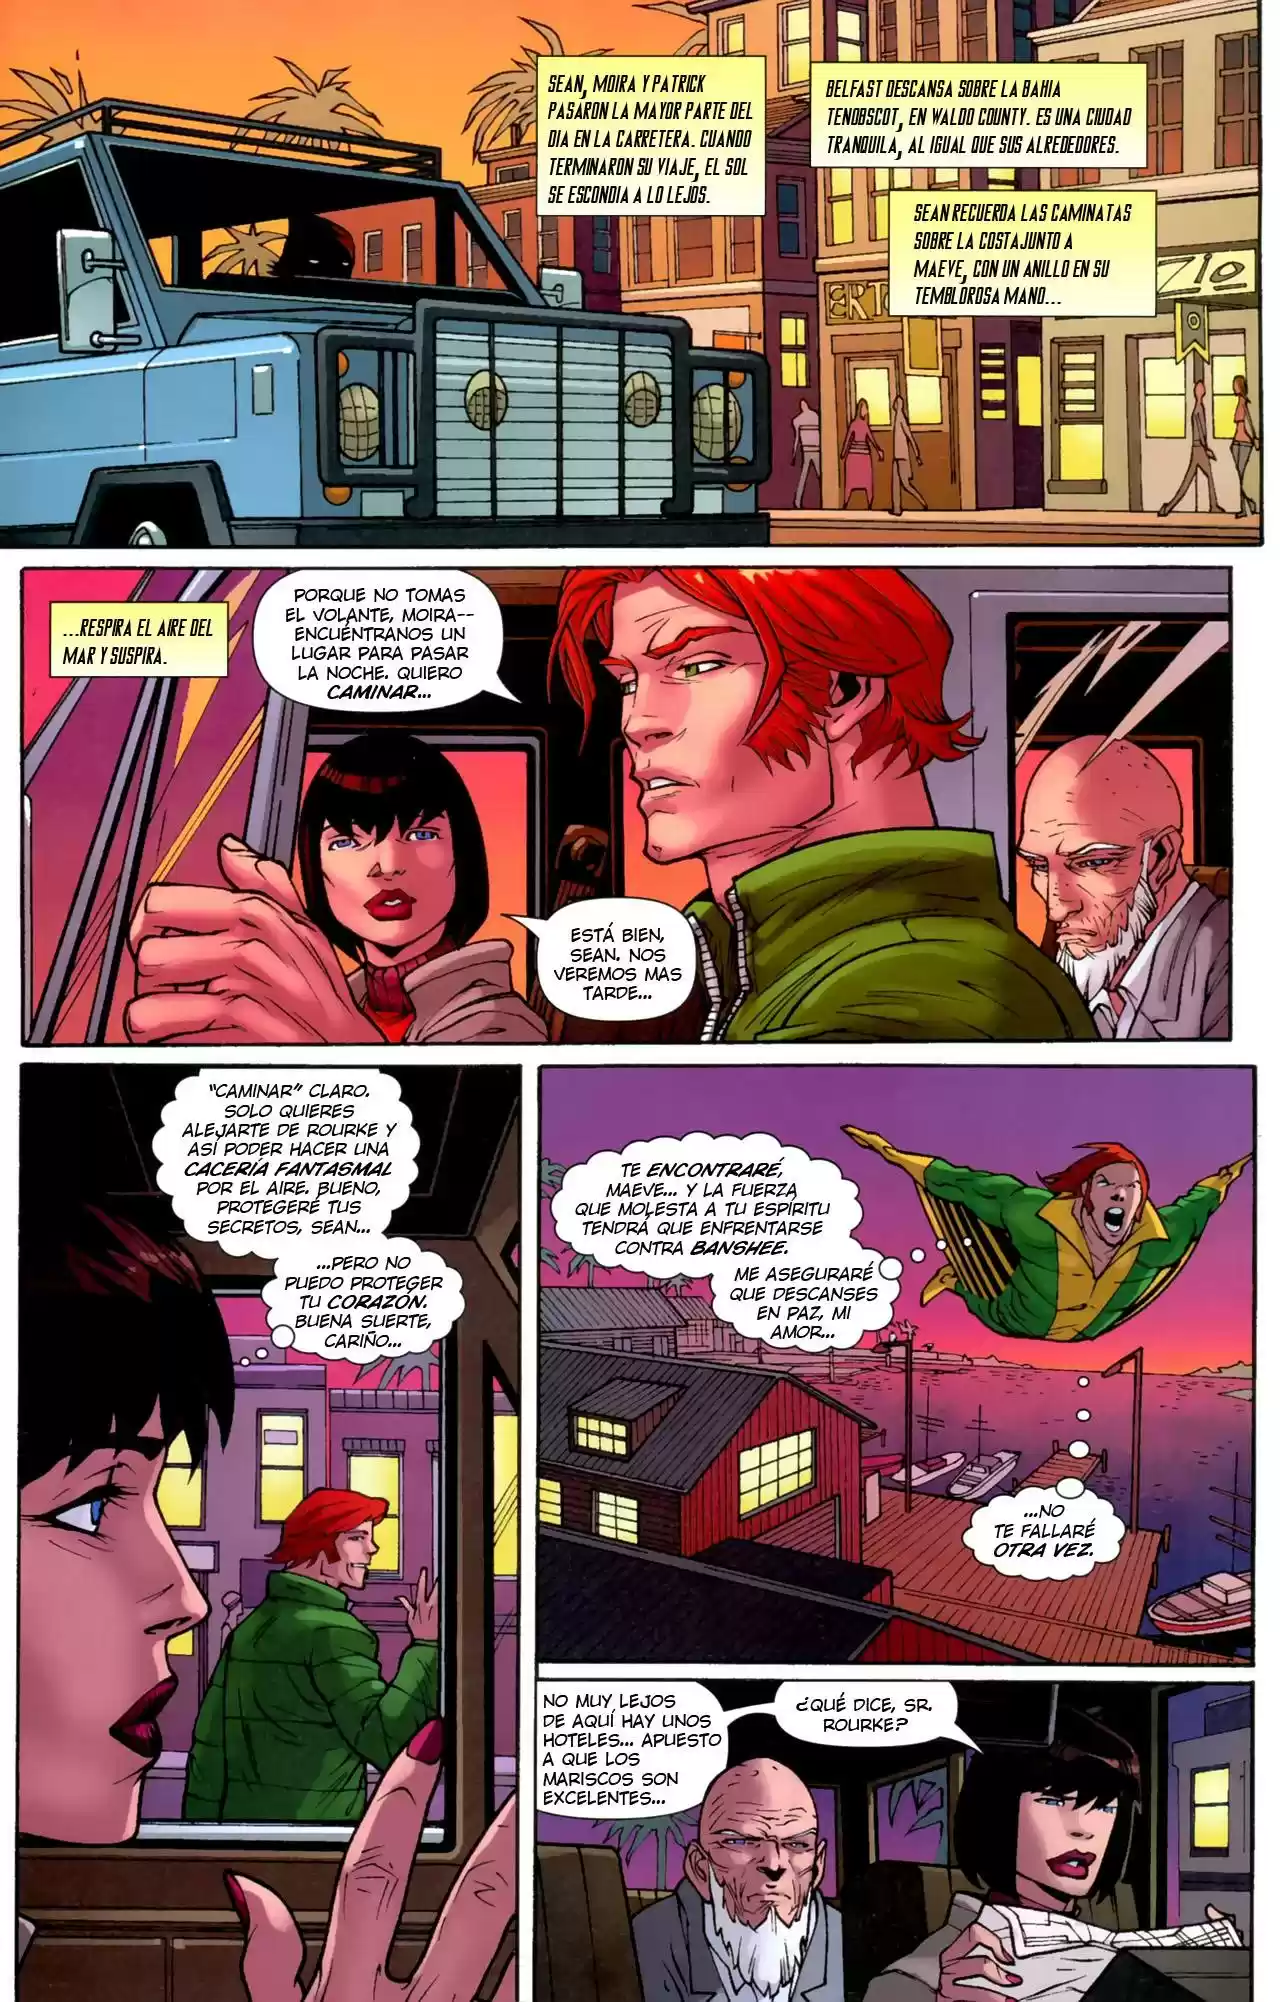 SEAN, MOIRA Y PATRICK
PASARON LA MAYOR PARTE DEL
DIA EN LA CARRETERA. CUANDO
TERMINARON SU VIAJE, EL SOL
SE ESCONDIA A LO LEJOS.
BELFAST DESCANSA SOBRE LA BAHIA
TENOBSCOT, EN WALDO COUNTY. ES UNA CIUDAD
TRANQUILA, AL IGUAL QUE SUS ALREDEDORES.
SEAN RECUERDA LAS CAMINATAS
SOBRE LA COSTAJUNTO A
MAEVE, CON UN ANILLO EN SU
TEMBLOROSA MANO...
ERTO
ZIO
...RESPIRA EL AIRE DEL
MAR Y SUSPIRA.
PORQUE NO TOMAS
EL VOLANTE, MOIRA--
ENCUÉNTRANOS UN
LUGAR PARA PASAR
LA NOCHE. QUIERO
CAMINAR...
ESTÁ BIEN,
SEAN. NOS
VEREMOS MAS
TARDE...
"CAMINAR" CLARO.
SOLO QUIERES
ALEJARTE DE ROURKE Y
ASÍ PODER HACER UNA
CACERÍA FANTASMAL
POR EL AIRE. BUENO,
PROTEGERÉ TUS
SECRETOS, SEAN...
...PERO NO
PUEDO PROTEGER
TU CORAZON.
BUENA SUERTE,
CARIÑO...
TE ENCONTRARÉ,
MAEVE... Y LA FUERZA
QUE MOLESTA A TU ESPÍRITU
TENDRÁ QUE ENFRENTARSE
CONTRA BANSHEE.
ME ASEGURARÉ
QUE DESCANSES
EN PAZ, MI
AMOR...
...NO
TE FALLARÉ
OTRA VEZ.
NO MUY LEJOS
DE AQUÍ HAY UNOS
HOTELES... APUESTO
A QUE LOS
MARISCOS SON
EXCELENTES...
¿QUÉ DICE, SR.
ROURKE?